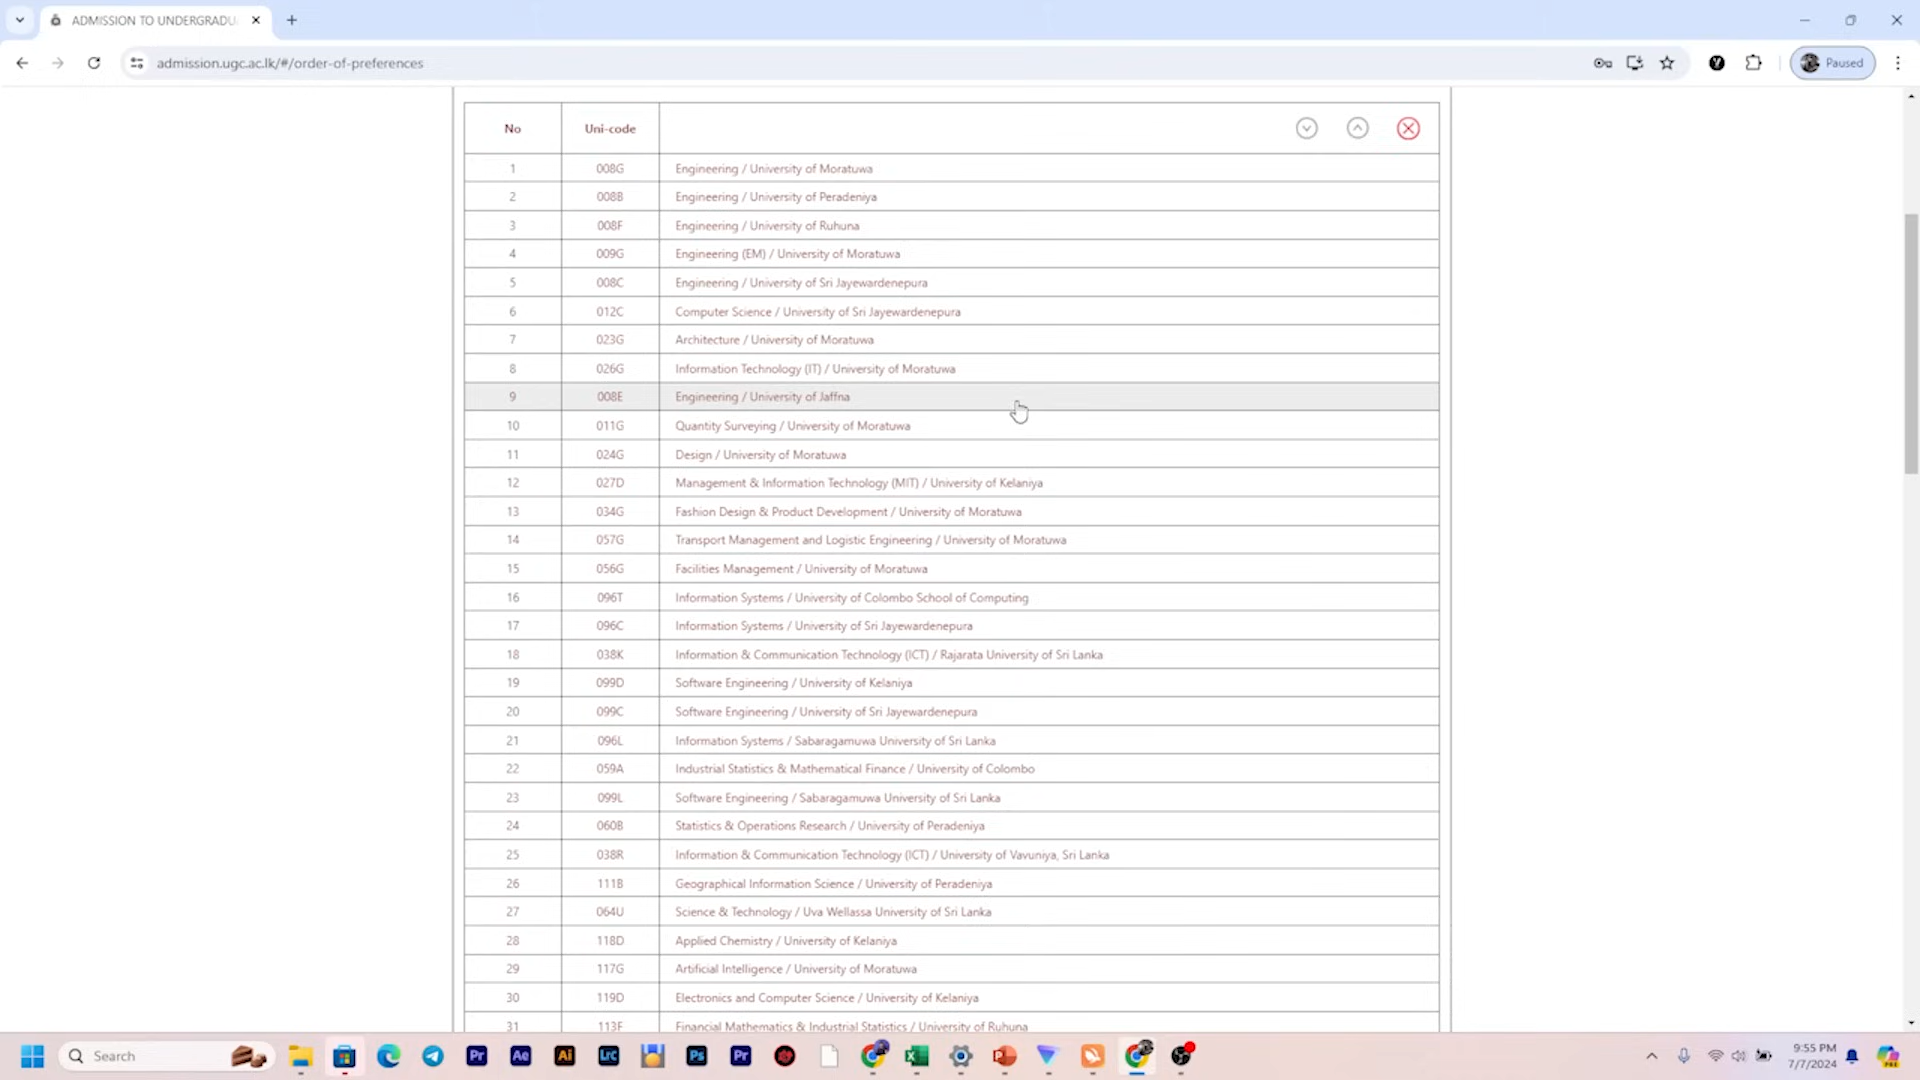 ADMISSION TO UNDERGRADU
admission.ugc.ac.lk/#/order-of-preferences
Paused
No Uni-code
1 008G Engineering / University of Moratuwa
2 008B Engineering / University of Peradeniya
3 008F Engineering / University of Ruhuna
4 009G Engineering (EM) / University of Moratuwa
5 008C Engineering / University of Sri Jayewardenepura
6 012C Computer Science / University of Sri Jayewardenepura
7 023G Architecture / University of Moratuwa
8 026G Information Technology (IT) / University of Moratuwa
9 008E Engineering / University of Jaffna
10 011G Quantity Surveying / University of Moratuwa
11 024G Design / University of Moratuwa
12 027D Management & Information Technology (MIT) / University of Kelaniya
13 034G Fashion Design & Product Development / University of Moratuwa
14 057G Transport Management and Logistic Engineering / University of Moratuwa
15 056G Facilities Management / University of Moratuwa
16 096T Information Systems / University of Colombo School of Computing
17 096C Information Systems / University of Sri Jayewardenepura
18 038K Information & Communication Technology (ICT) / Rajarata University of Sri Lanka
19 099D Software Engineering / University of Kelaniya
20 099C Software Engineering / University of Sri Jayewardenepura
21 096L Information Systems / Sabaragamuwa University of Sri Lanka
22 059A Industrial Statistics & Mathematical Finance / University of Colombo
23 099L Software Engineering / Sabaragamuwa University of Sri Lanka
24 060B Statistics & Operations Research / University of Peradeniya
25 038R Information & Communication Technology (ICT) / University of Vavuniya, Sri Lanka
26 111B Geographical Information Science / University of Peradeniya
27 064U Science & Technology / Uva Wellassa University of Sri Lanka
28 118D Applied Chemistry / University of Kelaniya
29 117G Artificial Intelligence / University of Moratuwa
30 119D Electronics and Computer Science / University of Kelaniya
31 113F Financial Mathematics & Industrial Statistics / University of Ruhuna
Search
Pr
Ae
Ai
Lrc
Ps
Pr
9:55 PM
7/7/2024